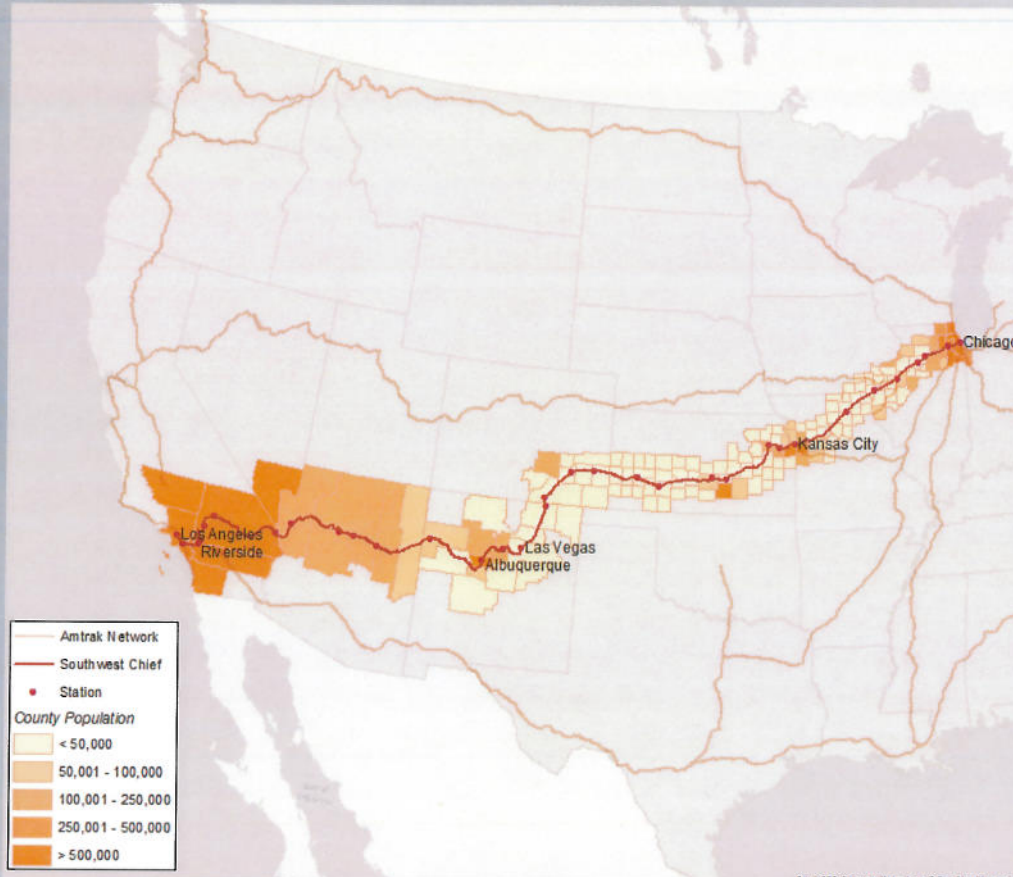 Chicago
Kansas City
Los Angeles
Riverside
Las Vegas
Albuquerque
Amtrak Network
Southwest Chief
Station
County Population
< 50,000
50,001 - 100,000
100,001 - 250,000
250,001 - 500,000
> 500,000